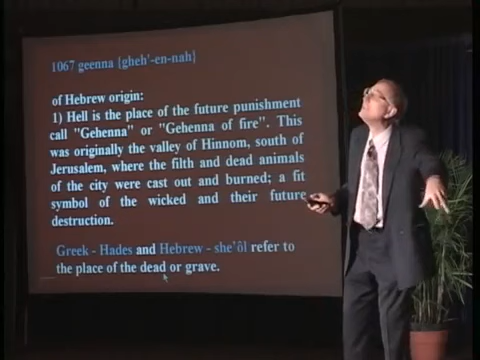 1067 geenna [gheh'-en-nah]
of Hebrew origin:
1) Hell is the place of the future punishment
call "Gehenna" or "Gehenna of fire". This
was originally the valley of Hinnom, south of
Jerusalem, where the filth and dead animals
of the city were cast out and burned; a fit
symbol of the wicked and their future
destruction.
Greek - Hades and Hebrew - she'ôl refer to
the place of the dead or grave.